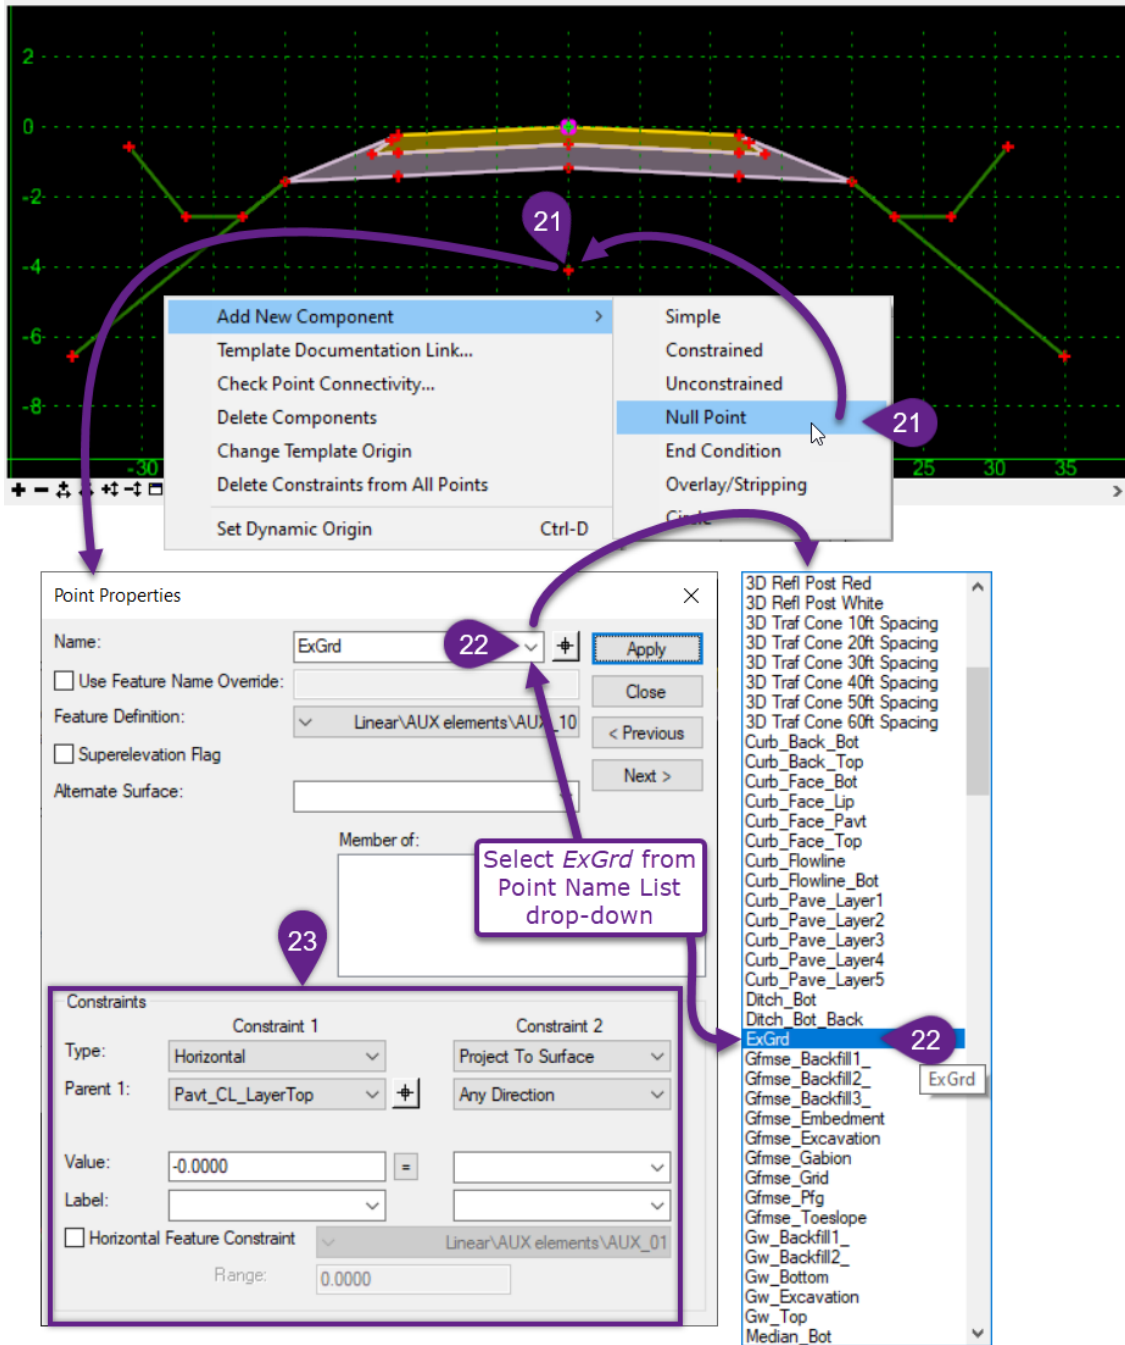 2
0
-2
-4
-6
-8
-30
25
30
35
21
21
Add New Component
Template Documentation Link...
Check Point Connectivity...
Delete Components
Change Template Origin
Delete Constraints from All Points
Set Dynamic Origin Ctrl-D
Simple
Constrained
Unconstrained
Null Point
End Condition
Overlay/Stripping
Circle
Point Properties
Name: ExGrd
22
Apply
Use Feature Name Override:
Close
Feature Definition: Linear\AUX elements\AUX_10
< Previous
Superelevation Flag
Next >
Alternate Surface:
Member of:
Select ExGrd from
Point Name List
drop-down
23
Constraints
Constraint 1 Constraint 2
Type: Horizontal Project To Surface
Parent 1: Pavt_CL_LayerTop Any Direction
Value: -0.0000 =
Label:
Horizontal Feature Constraint Linear\AUX elements\AUX_01
Range: 0.0000
3D Refl Post Red
3D Refl Post White
3D Traf Cone 10ft Spacing
3D Traf Cone 20ft Spacing
3D Traf Cone 30ft Spacing
3D Traf Cone 40ft Spacing
3D Traf Cone 50ft Spacing
3D Traf Cone 60ft Spacing
Curb_Back_Bot
Curb_Back_Top
Curb_Face_Bot
Curb_Face_Lip
Curb_Face_Pavt
Curb_Face_Top
Curb_Flowline
Curb_Flowline_Bot
Curb_Pave_Layer1
Curb_Pave_Layer2
Curb_Pave_Layer3
Curb_Pave_Layer4
Curb_Pave_Layer5
Ditch_Bot
Ditch_Bot_Back
ExGrd
22
ExGrd
Gfmse_Backfill1_
Gfmse_Backfill2_
Gfmse_Backfill3_
Gfmse_Embedment
Gfmse_Excavation
Gfmse_Gabion
Gfmse_Grid
Gfmse_Pfg
Gfmse_Toeslope
Gw_Backfill1_
Gw_Backfill2_
Gw_Bottom
Gw_Excavation
Gw_Top
Median_Bot